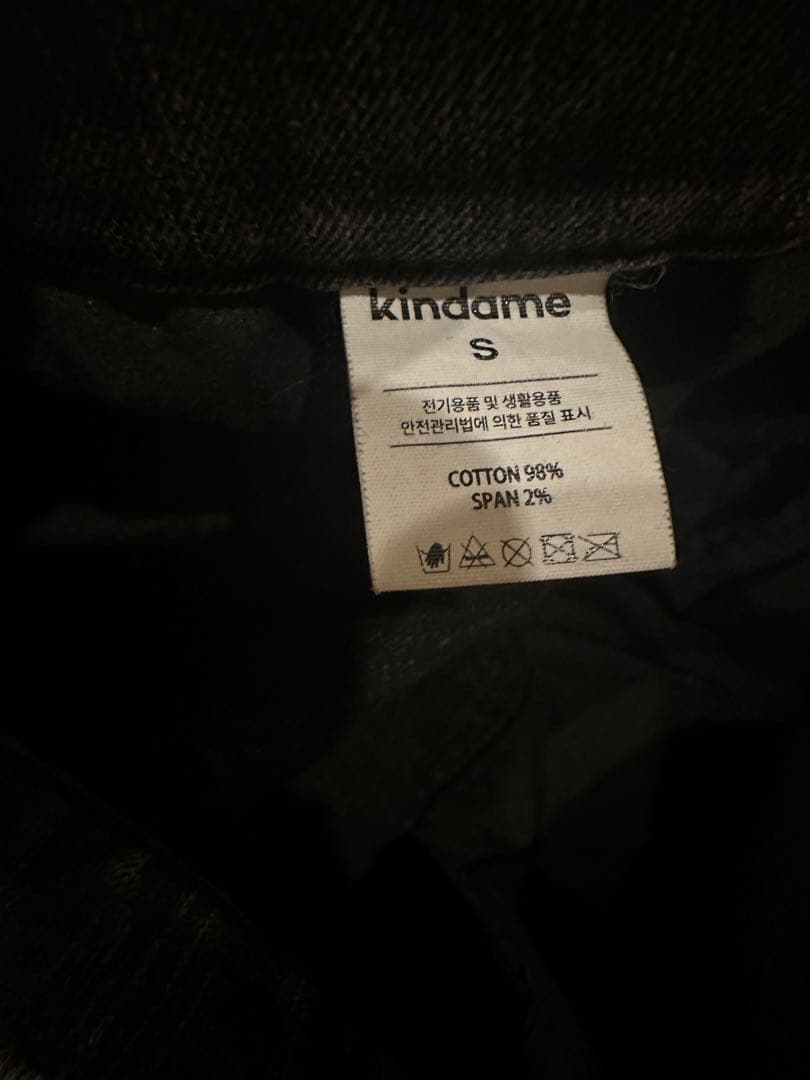 kindame
S
전기용품 및 생활용품
안전관리법에 의한 품질 표시
COTTON 98%
SPAN 2%